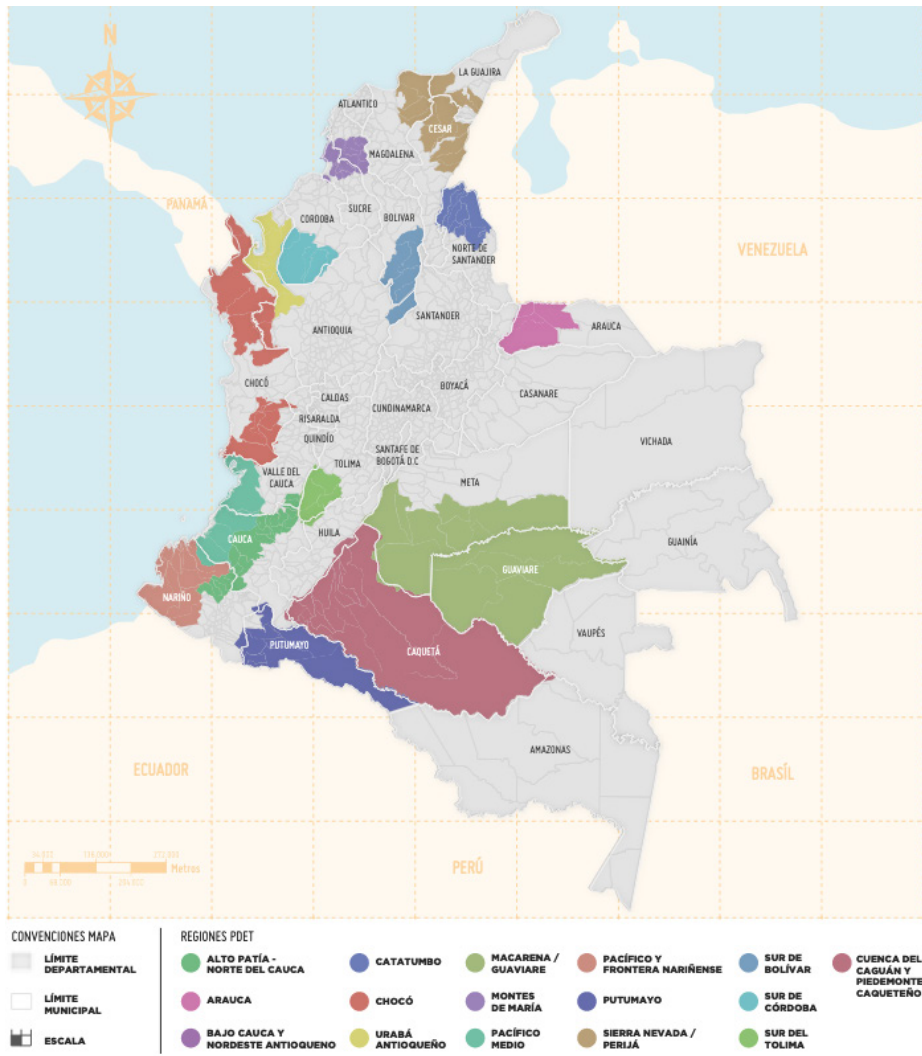 N
LA GUAJIRA
ATLANTICO
CESAR
MAGDALENA
PANAMÁ
SUCRE
CORDOBA
BOLIVAR
VENEZUELA
NORTE DE
SANTANDER
SANTANDER
ARAUCA
ANTIOQUIA
CHOCÓ
BOYACÁ
CASANARE
CALDAS
CUNDINAMARCA
RISARALDA
QUINDÍO
VICHADA
SANTAFE DE
BOGOTÁ D.C
TOLIMA
VALLE DEL
CAUCA
META
HUILA
CAUCA
GUAINÍA
GUAVIARE
NARIÑO
VAUPÉS
PUTUMAYO
CAQUETÁ
AMAZONAS
ECUADOR
BRASÍL
PERÚ
Metros
0
CONVENCIONES MAPA
LÍMITE
DEPARTAMENTAL
LÍMITE
MUNICIPAL
ESCALA
REGIONES PDET
ALTO PATÍA -
NORTE DEL CAUCA
ARAUCA
BAJO CAUCA Y
NORDESTE ANTIOQUENO
CATATUMBO
CHOCÓ
URABÁ
ANTIOQUEÑO
MACARENA /
GUAVIARE
MONTES
DE MARÍA
PACÍFICO
MEDIO
PACÍFICO Y
FRONTERA NARIÑENSE
PUTUMAYO
SIERRA NEVADA /
PERIJÁ
SUR DE
BOLÍVAR
SUR DE
CÓRDOBA
SUR DEL
TOLIMA
CUENCA DEL
CAGUÁN Y
PIEDEMONTE
CAQUETEÑO